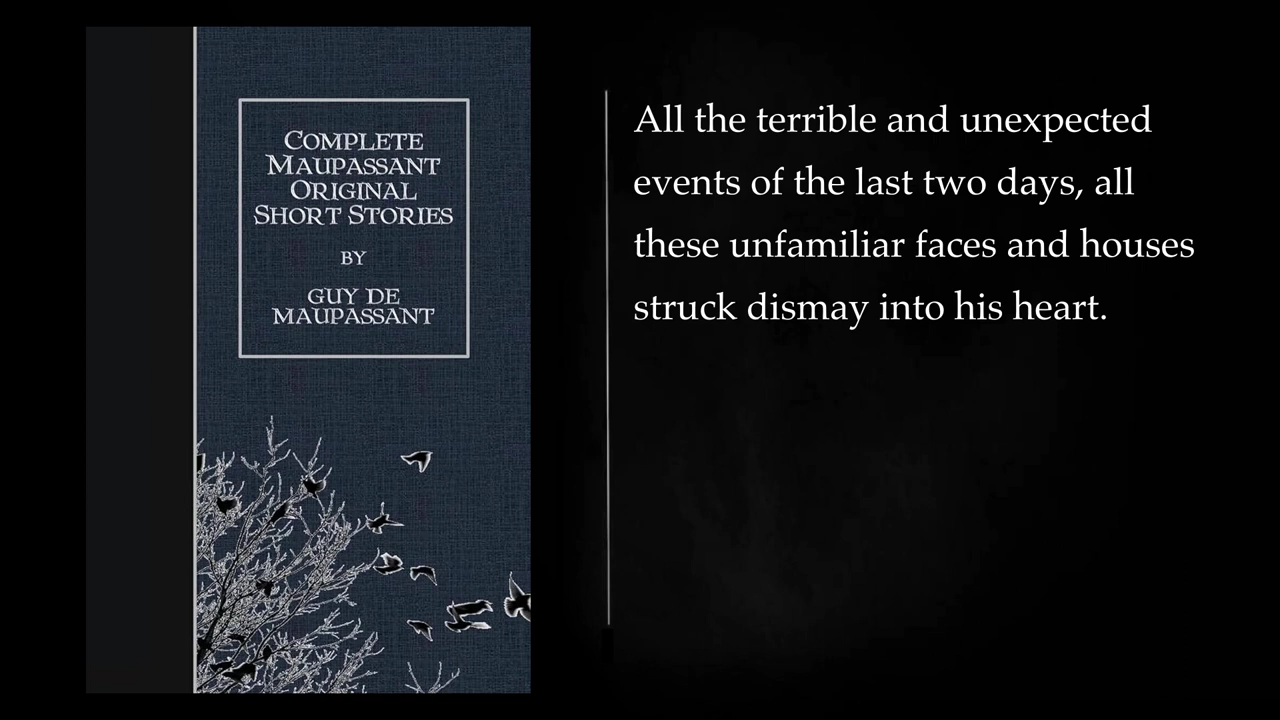 COMPLETE
MAUPASSANT
ORIGINAL
SHORT STORIES
BY
GUY DE
MAUPASSANT
All the terrible and unexpected
events of the last two days, all
these unfamiliar faces and houses
struck dismay into his heart.